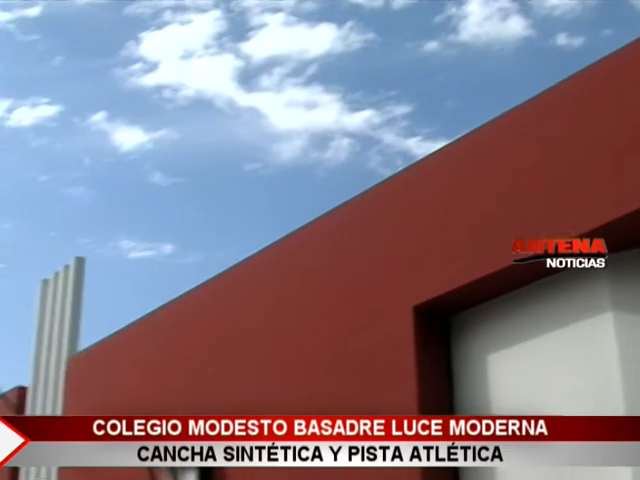 ANTENA
NOTICIAS
COLEGIO MODESTO BASADRE LUCE MODERNA
CANCHA SINTÉTICA Y PISTA ATLÉTICA